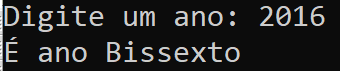 Digite um ano: 2016
É ano Bissexto